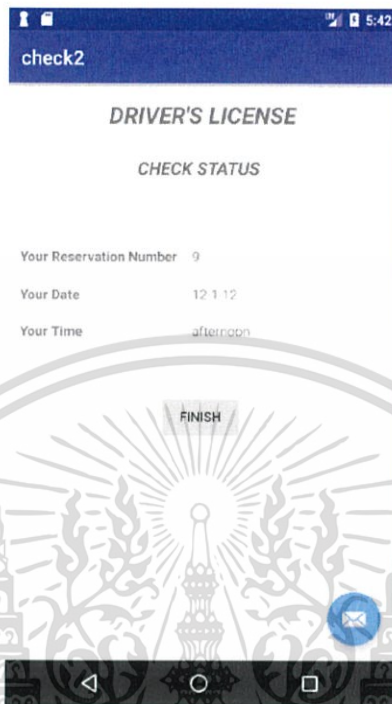 5:42
check2
DRIVER'S LICENSE
CHECK STATUS
Your Reservation Number 9
Your Date 12 1 12
Your Time afternoon
FINISH